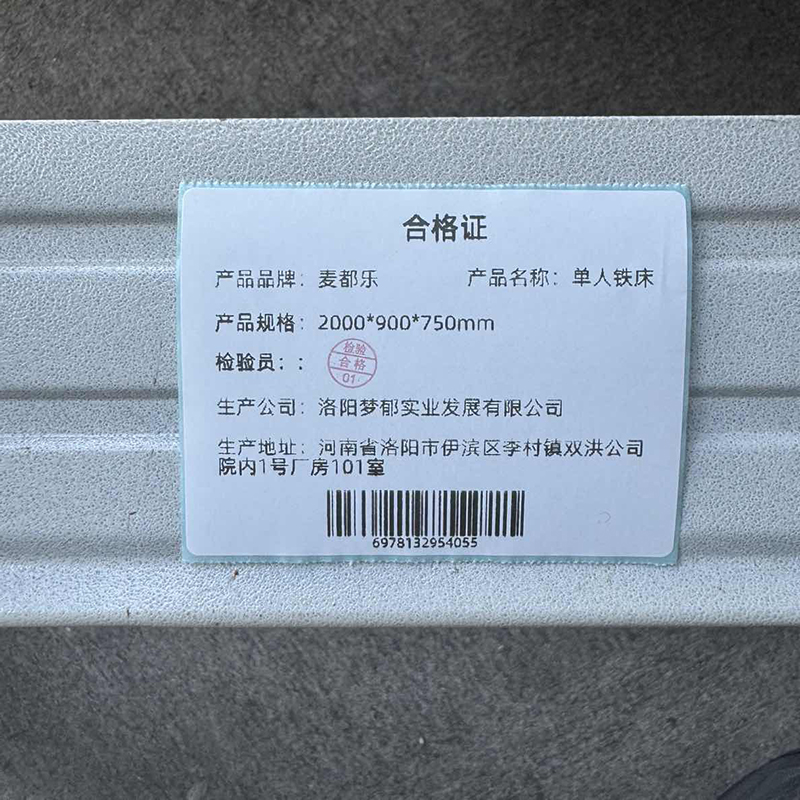 合格证
产品品牌：麦都乐 产品名称：单人铁床
产品规格：2000*900*750mm
检验员：：
检验
合格
01
生产公司：洛阳梦郁实业发展有限公司
生产地址：河南省洛阳市伊滨区李村镇双洪公司
院内1号厂房101室
6978132954055